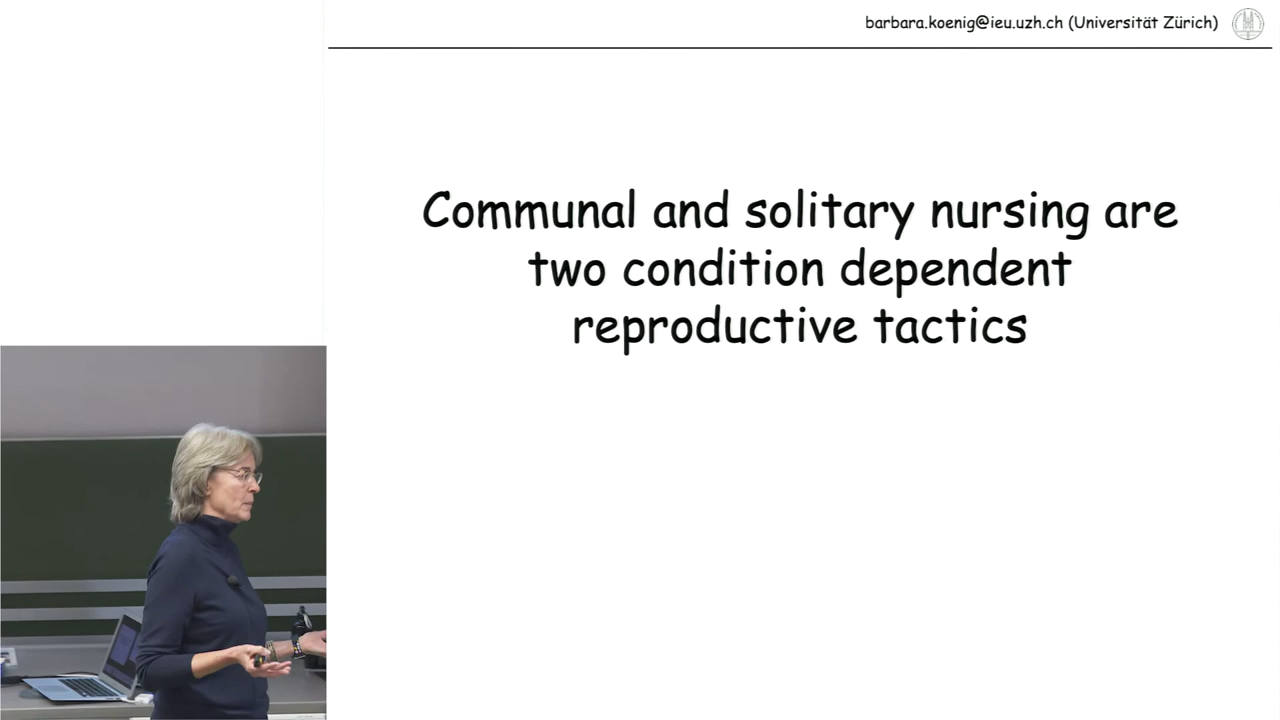 barbara.koenig@ieu.uzh.ch (Universität Zürich)
Communal and solitary nursing are
two condition dependent
reproductive tactics